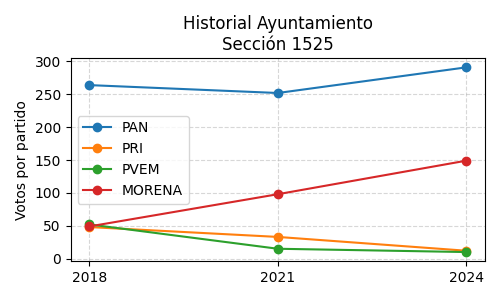 Historial Ayuntamiento
Sección 1525
Votos por partido
300
250
200
150
100
50
0
PAN
PRI
PVEM
MORENA
2018
2021
2024